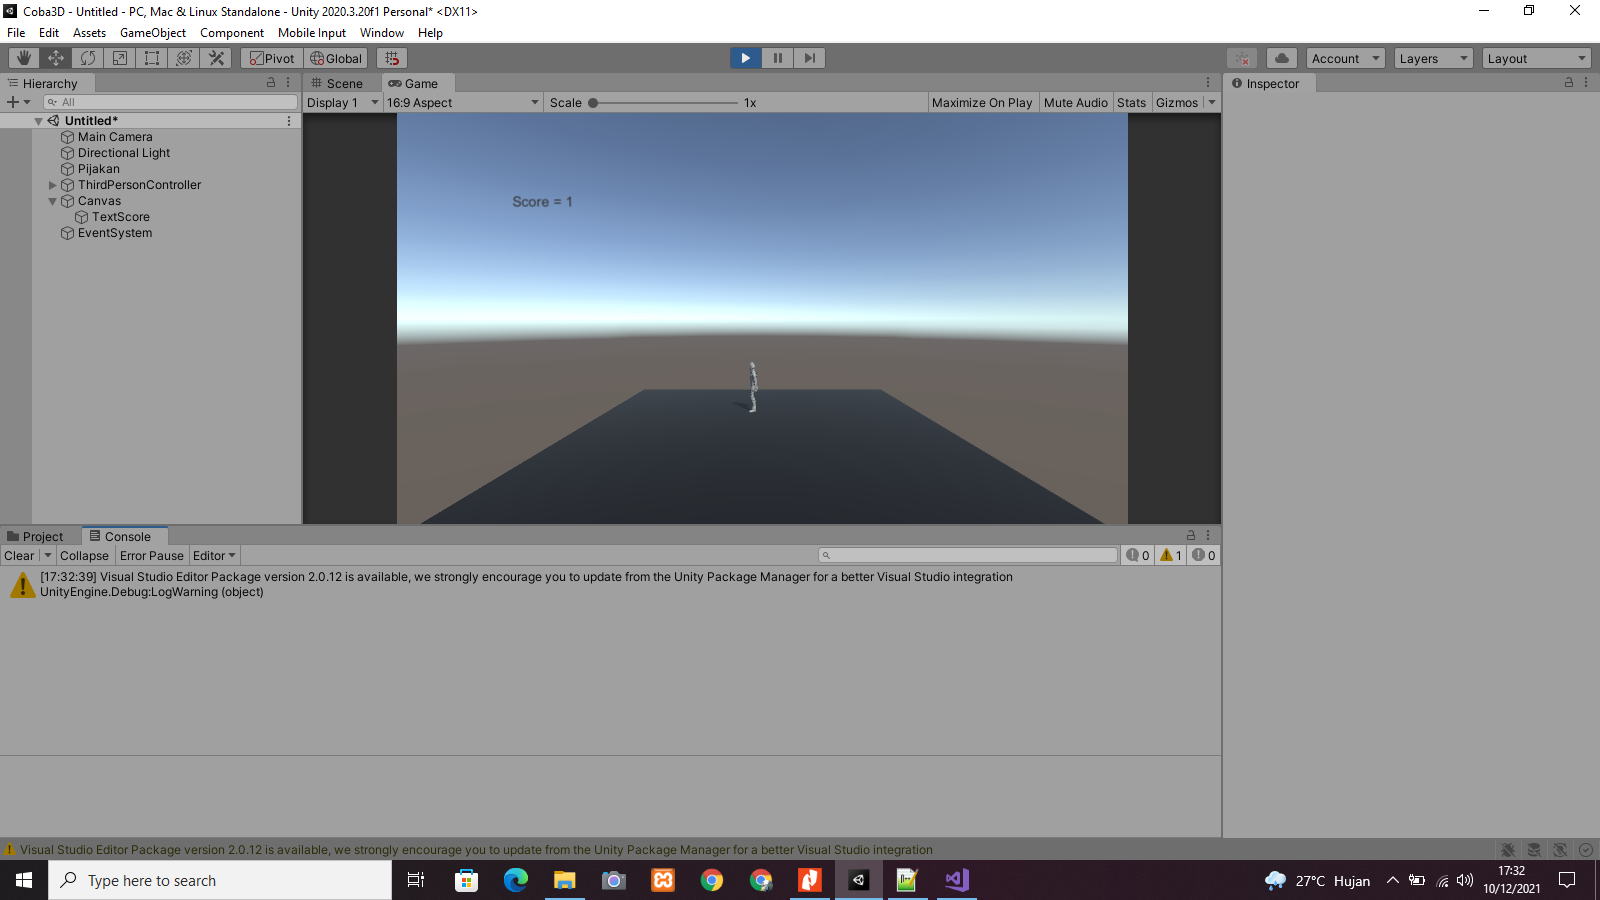 Coba3D - Untitled - PC, Mac & Linux Standalone - Unity 2020.3.20f1 Personal* <DX11>
File Edit Assets GameObject Component Mobile Input Window Help
Pivot Global Account Layers Layout
Hierarchy Scene Game Inspector
All Display 1 16:9 Aspect Scale 1x Maximize On Play Mute Audio Stats Gizmos
Untitled*
Main Camera
Directional Light
Pijakan
ThirdPersonController
Canvas
TextScore
EventSystem
Score = 1
Project Console
Clear Collapse Error Pause Editor 0 1 0
[17:32:39] Visual Studio Editor Package version 2.0.12 is available, we strongly encourage you to update from the Unity Package Manager for a better Visual Studio integration
UnityEngine.Debug:LogWarning (object)
Visual Studio Editor Package version 2.0.12 is available, we strongly encourage you to update from the Unity Package Manager for a better Visual Studio integration
Type here to search
27°C Hujan
17:32
10/12/2021